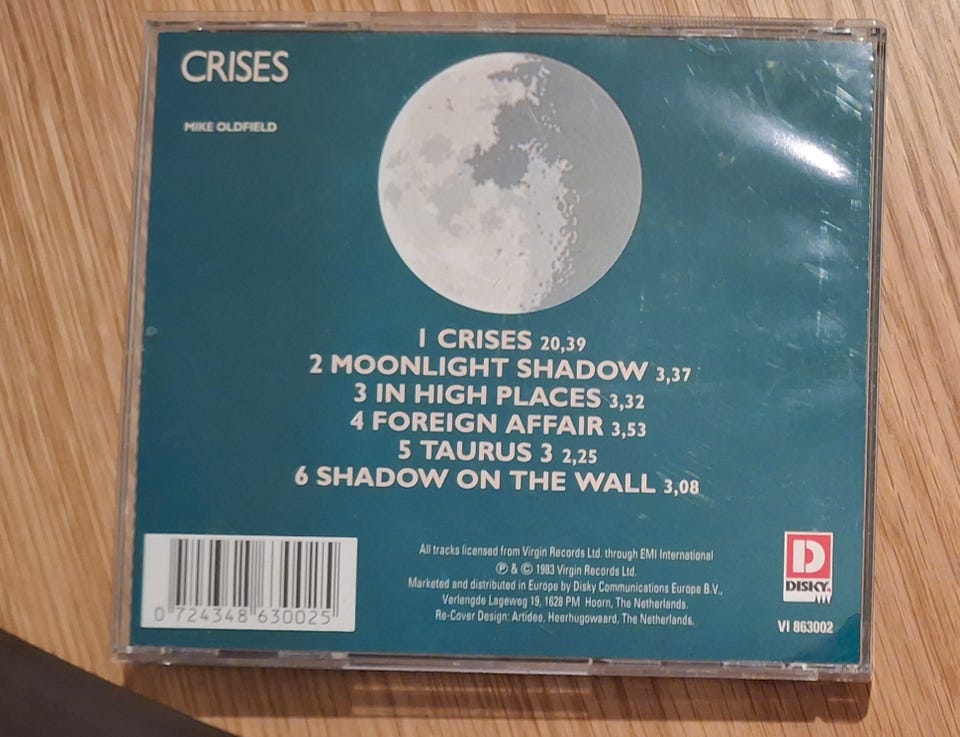 CRISES
MIKE OLDFIELD
1 CRISES 20,39
2 MOONLIGHT SHADOW 3,37
3 IN HIGH PLACES 3,32
4 FOREIGN AFFAIR 3,53
5 TAURUS 3 2,25
6 SHADOW ON THE WALL 3,08
All tracks licensed from Virgin Records Ltd. through EMI International
℗ & © 1983 Virgin Records Ltd.
Marketed and distributed in Europe by Disky Communications Europe B.V.,
Verlengde Lageweg 19, 1628 PM Hoorn, The Netherlands.
Re-Cover Design: Artideo, Heerhugowaard, The Netherlands.
0 724348 630025
D
DISKY.
VI 863002